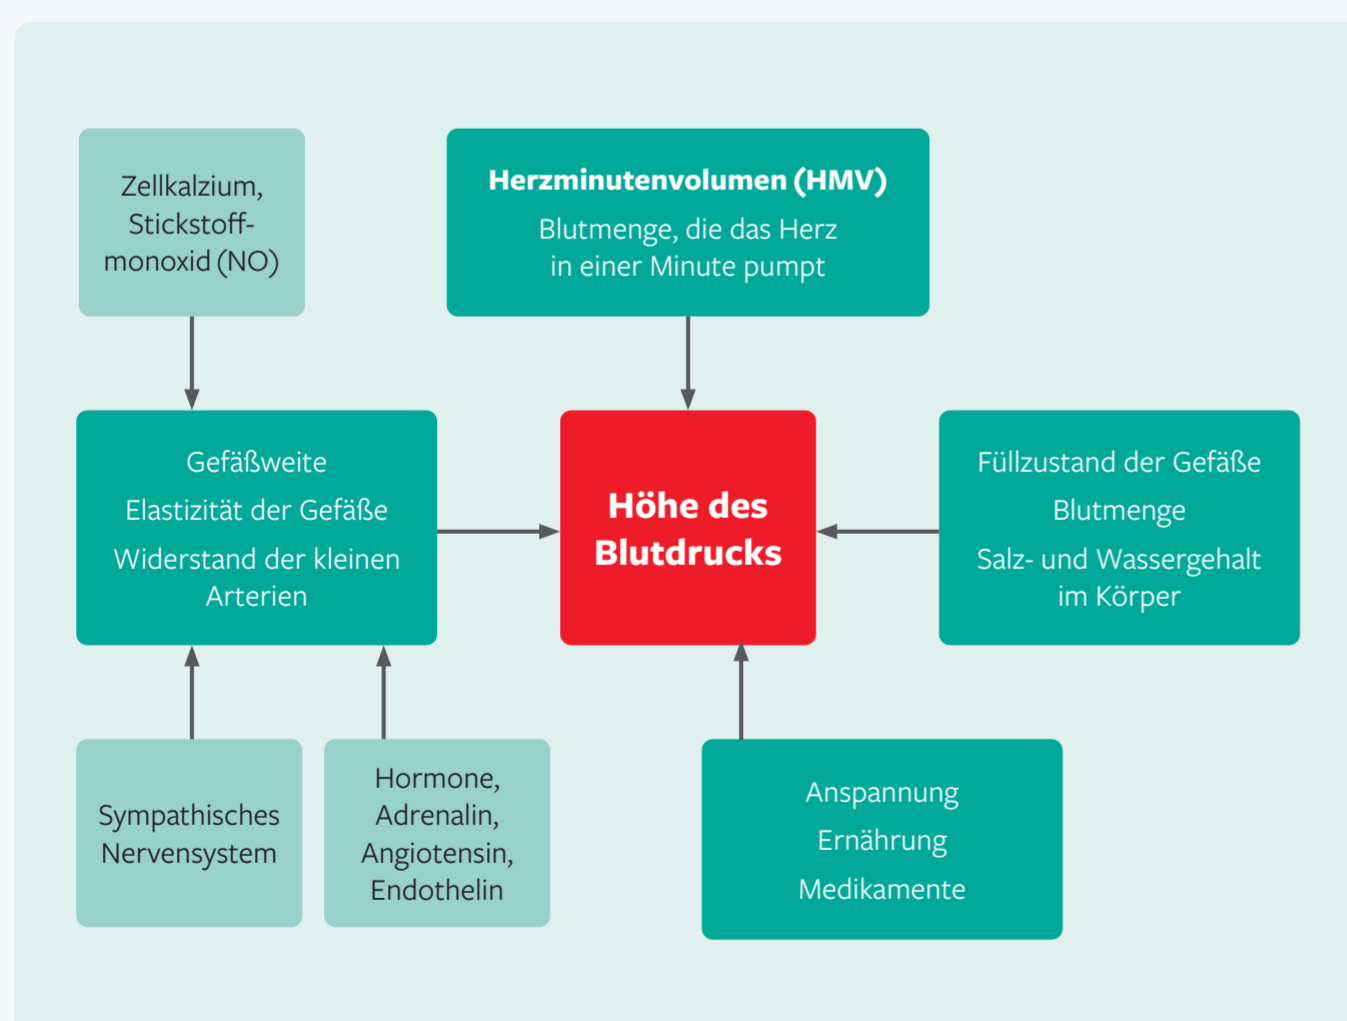 Zellkalzium,
Stickstoff-
monoxid (NO)
Herzminutenvolumen (HMV)
Blutmenge, die das Herz
in einer Minute pumpt
Gefäßweite
Elastizität der Gefäße
Widerstand der kleinen
Arterien
Höhe des
Blutdrucks
Füllzustand der Gefäße
Blutmenge
Salz- und Wassergehalt
im Körper
Sympathisches
Nervensystem
Hormone,
Adrenalin,
Angiotensin,
Endothelin
Anspannung
Ernährung
Medikamente